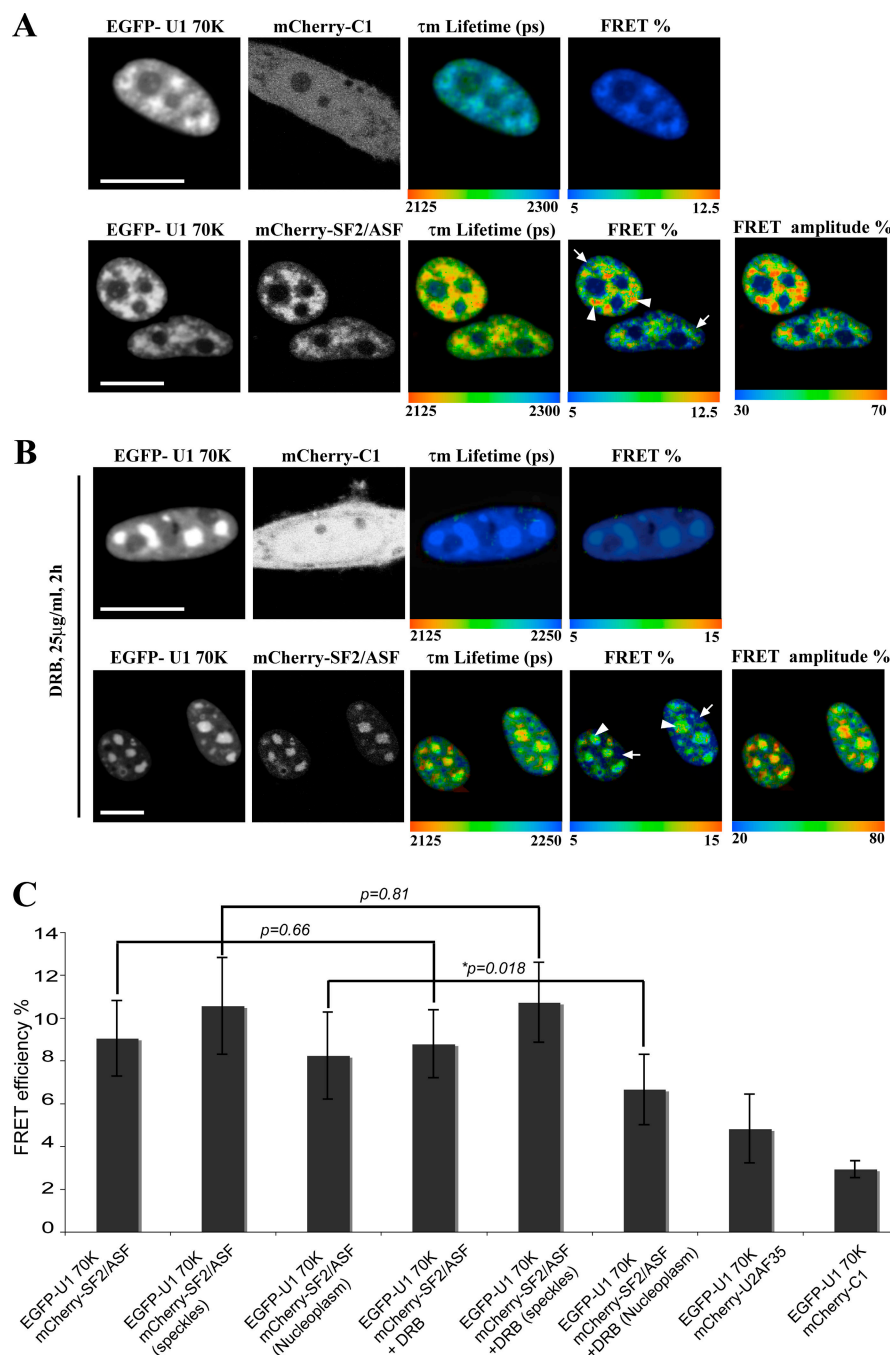 A
EGFP- U1 70K
mCherry-C1
τm Lifetime (ps)
FRET %
2125
2300
5
12.5
EGFP- U1 70K
mCherry-SF2/ASF
τm Lifetime (ps)
FRET %
FRET amplitude %
2125
2300
5
12.5
30
70
B
DRB, 25µg/ml, 2h
EGFP- U1 70K
mCherry-C1
τm Lifetime (ps)
FRET %
2125
2250
5
15
EGFP- U1 70K
mCherry-SF2/ASF
τm Lifetime (ps)
FRET %
FRET amplitude %
2125
2250
5
15
20
80
C
p=0.81
p=0.66
*p=0.018
FRET efficiency %
14
12
10
8
6
4
2
0
EGFP-U1 70K
mCherry-SF2/ASF
EGFP-U1 70K
mCherry-SF2/ASF
(speckles)
EGFP-U1 70K
mCherry-SF2/ASF
(Nucleoplasm)
EGFP-U1 70K
mCherry-SF2/ASF
+ DRB
EGFP-U1 70K
mCherry-SF2/ASF
+DRB (speckles)
EGFP-U1 70K
mCherry-SF2/ASF
+DRB (Nucleoplasm)
EGFP-U1 70K
mCherry-U2AF35
EGFP-U1 70K
mCherry-C1